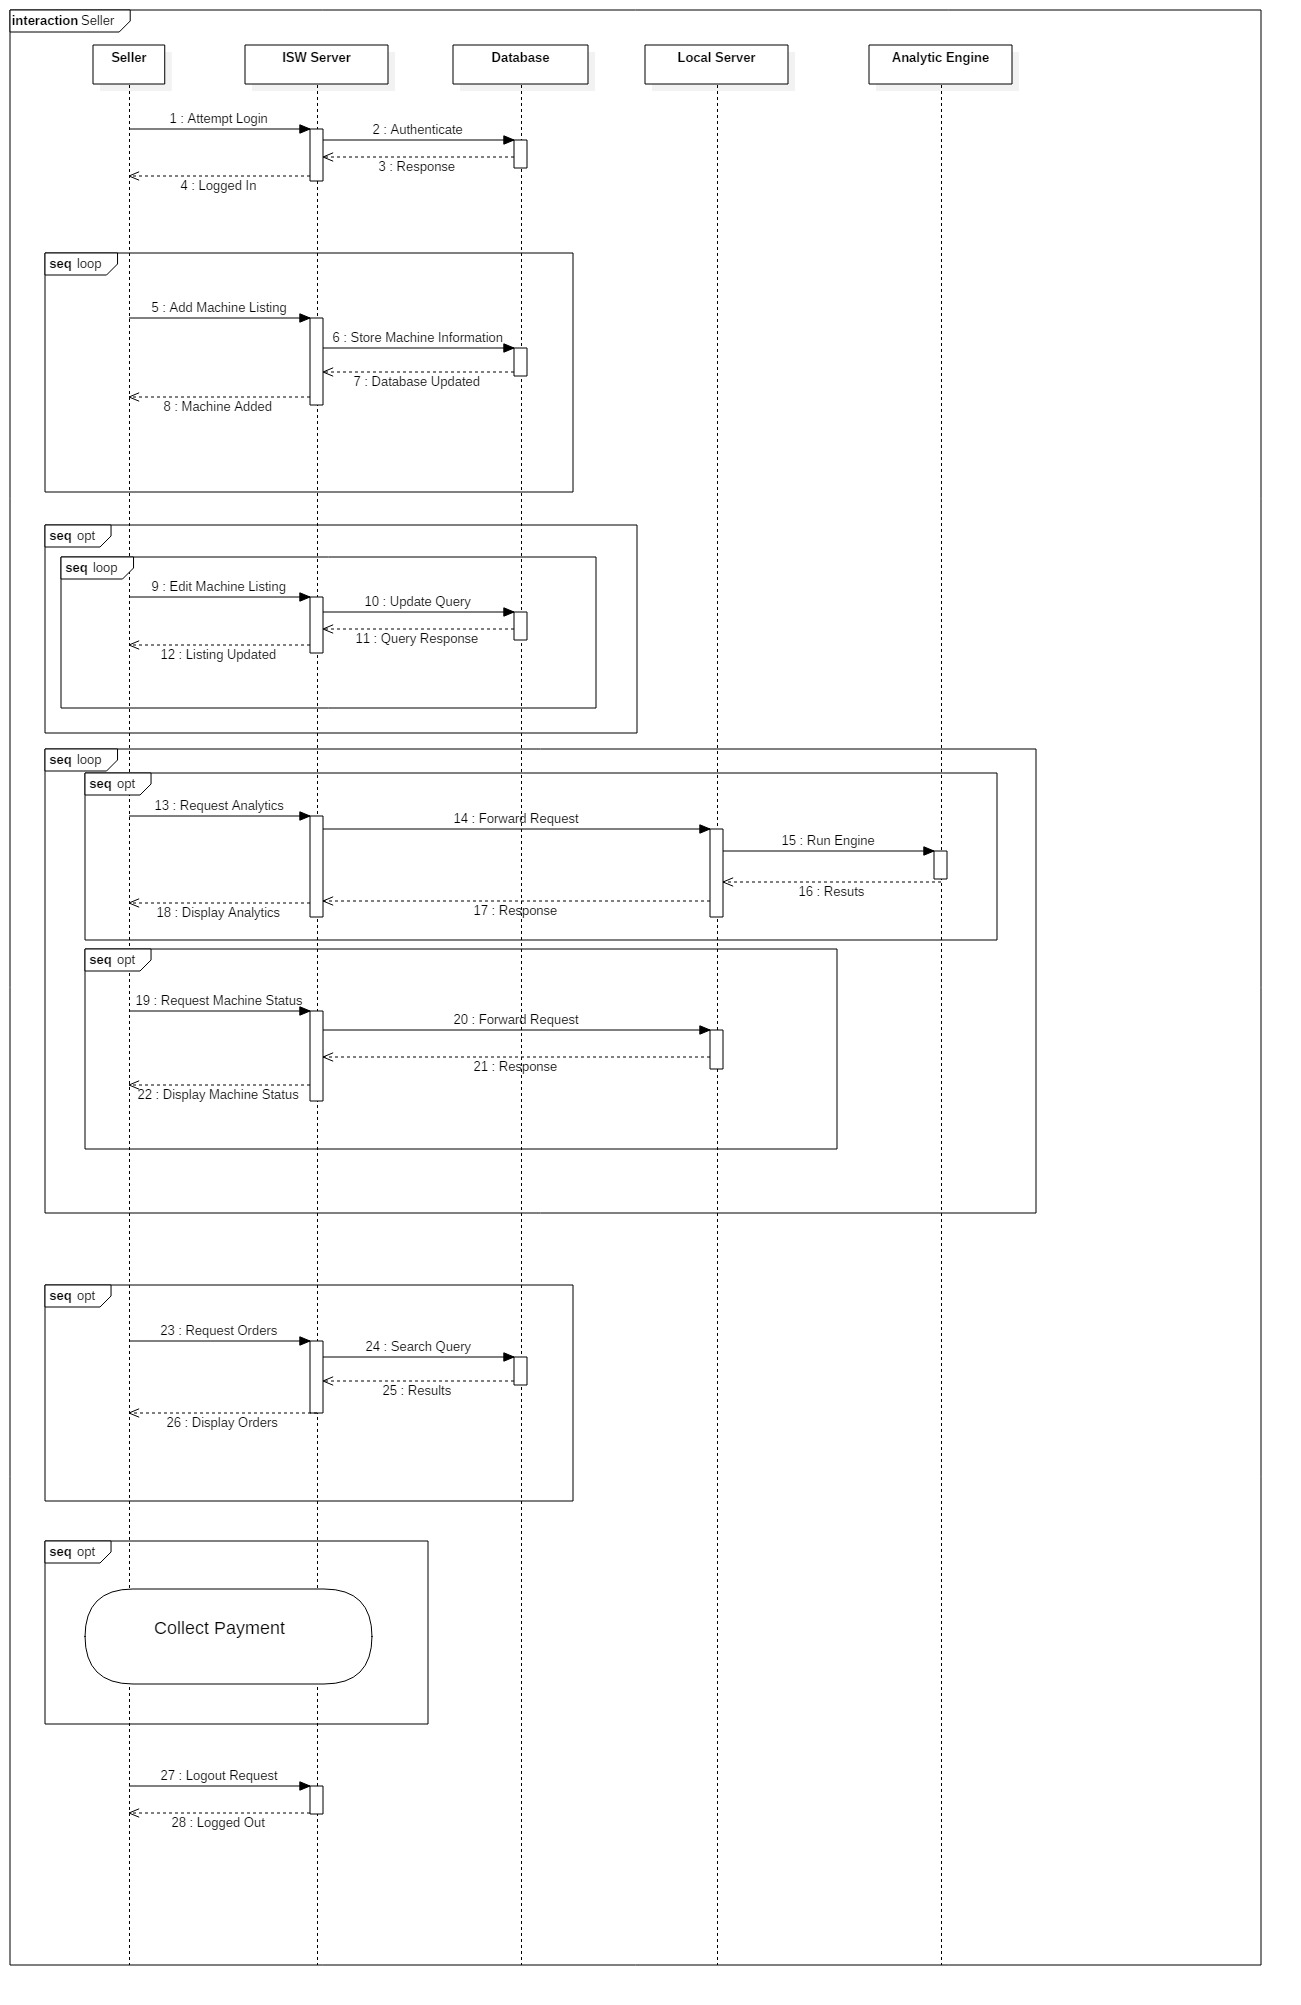 interaction Seller
Seller
ISW Server
Database
Local Server
Analytic Engine
1 : Attempt Login
2 : Authenticate
3 : Response
4 : Logged In
seq loop
5 : Add Machine Listing
6 : Store Machine Information
7 : Database Updated
8 : Machine Added
seq opt
seq loop
9 : Edit Machine Listing
10 : Update Query
11 : Query Response
12 : Listing Updated
seq loop
seq opt
13 : Request Analytics
14 : Forward Request
15 : Run Engine
16 : Resuts
17 : Response
18 : Display Analytics
seq opt
19 : Request Machine Status
20 : Forward Request
21 : Response
22 : Display Machine Status
seq opt
23 : Request Orders
24 : Search Query
25 : Results
26 : Display Orders
seq opt
Collect Payment
27 : Logout Request
28 : Logged Out